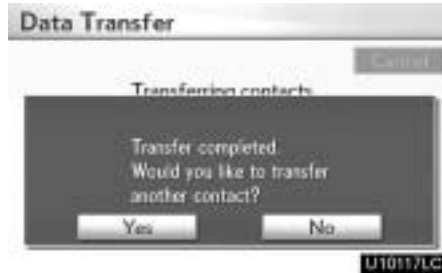 Data Transfer
Cancel
Transferring contacts
Transfer completed.
Would you like to transfer
another contact?
Yes
No
U10117LC